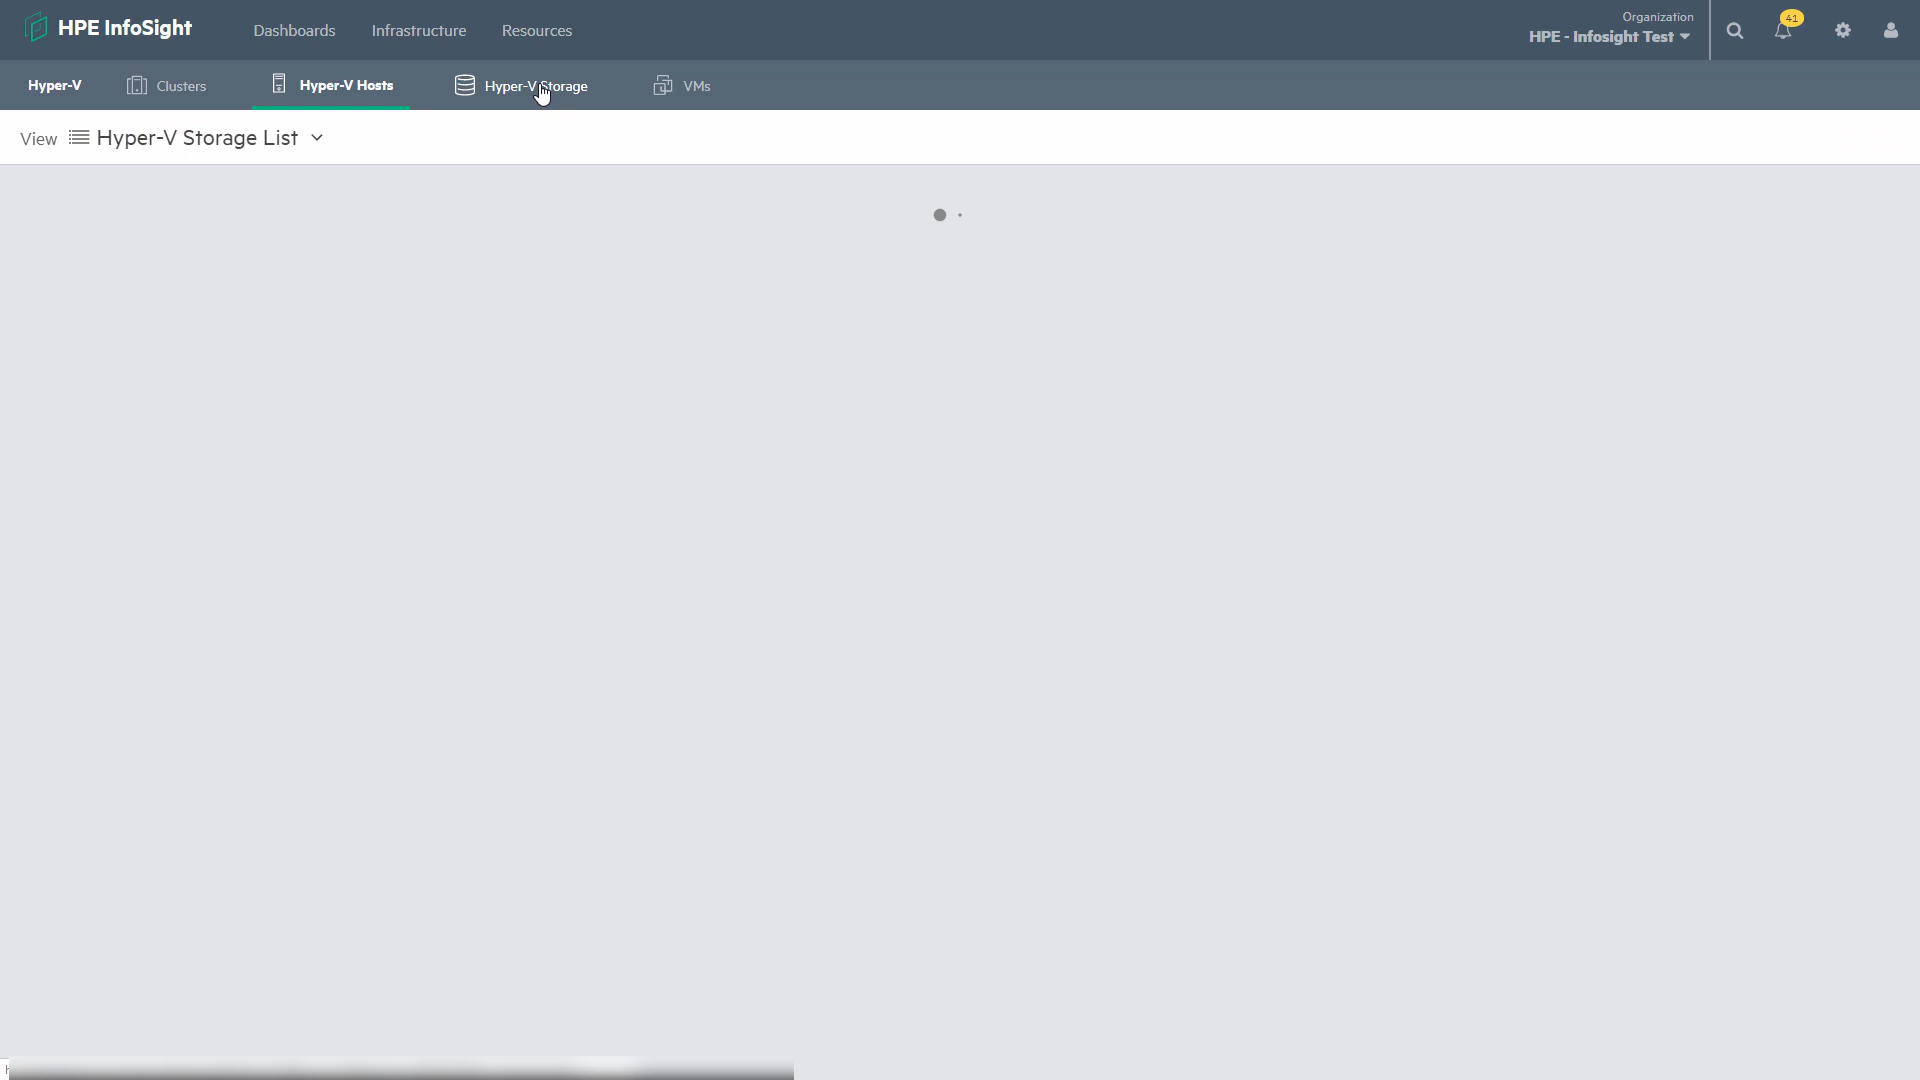 HPE InfoSight
Dashboards
Infrastructure
Resources
Organization
HPE - Infosight Test
41
Hyper-V
Clusters
Hyper-V Hosts
Hyper-V Storage
VMs
View
Hyper-V Storage List